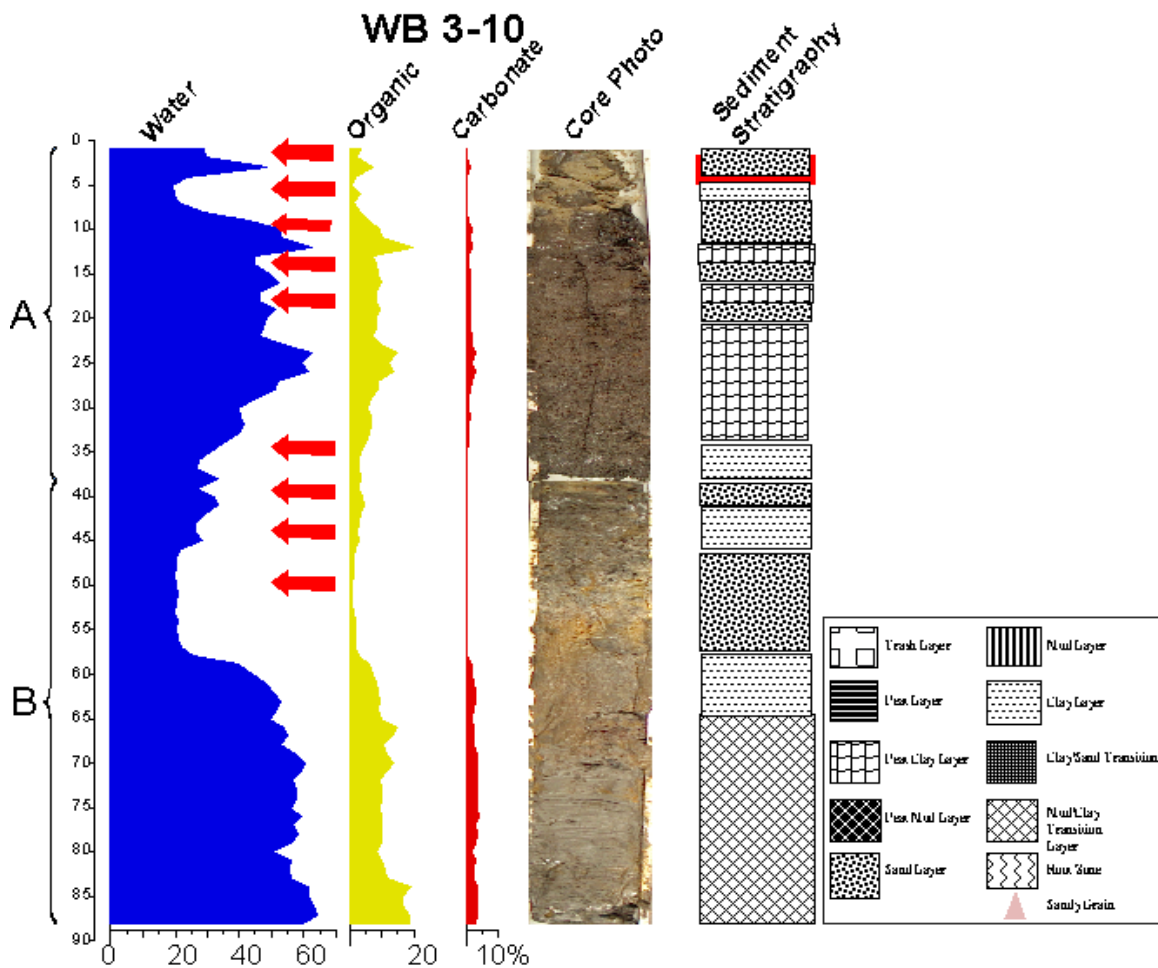 WB 3-10
Water
Organic
Carbonate
Core Photo
Sediment
Stratigraphy
0
5
10
15
20
25
30
35
40
45
50
55
60
65
70
75
80
85
90
A
B
0
20
40
60
20
10%
Trash Layer
Mud Layer
Peat Layer
Clay Layer
Peat Clay Layer
Clay/Sand Transition
Peat Mud Layer
Mud/Clay
Transition
Layer
Sand Layer
Root Zone
Sandy Grain